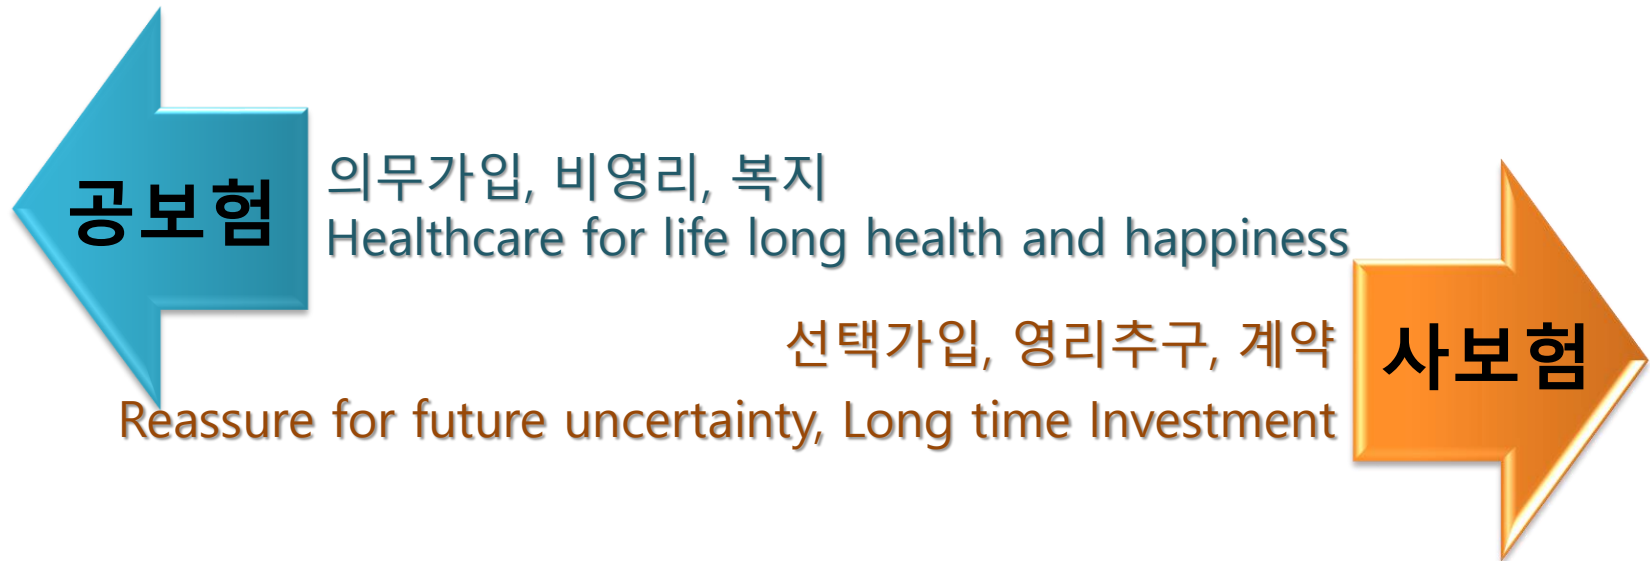 공보험
의무가입, 비영리, 복지
Healthcare for life long health and happiness
선택가입, 영리추구, 계약
사보험
Reassure for future uncertainty, Long time Investment